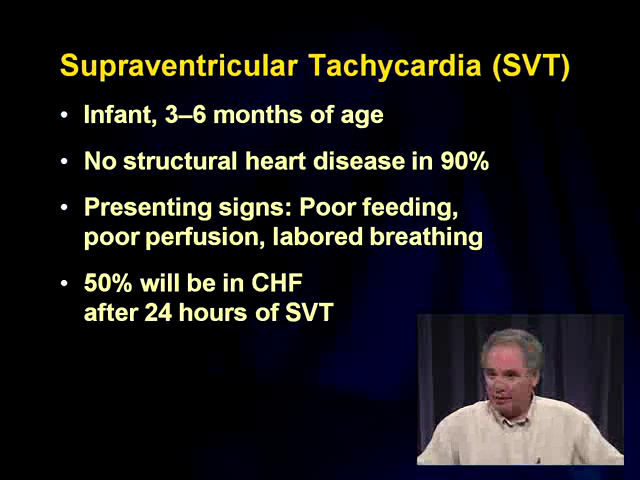 Supraventricular Tachycardia (SVT)
• Infant, 3–6 months of age
• No structural heart disease in 90%
• Presenting signs: Poor feeding,
poor perfusion, labored breathing
• 50% will be in CHF
after 24 hours of SVT